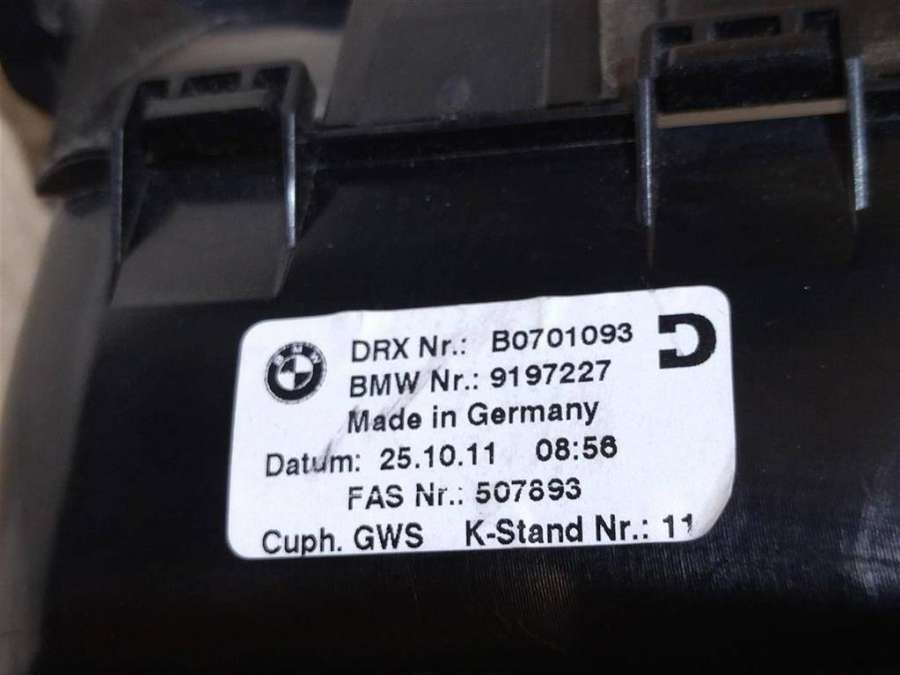 BMW
DRX Nr.: B0701093 D
BMW Nr.: 9197227
Made in Germany
Datum: 25.10.11 08:56
FAS Nr.: 507893
Cuph. GWS K-Stand Nr.: 11